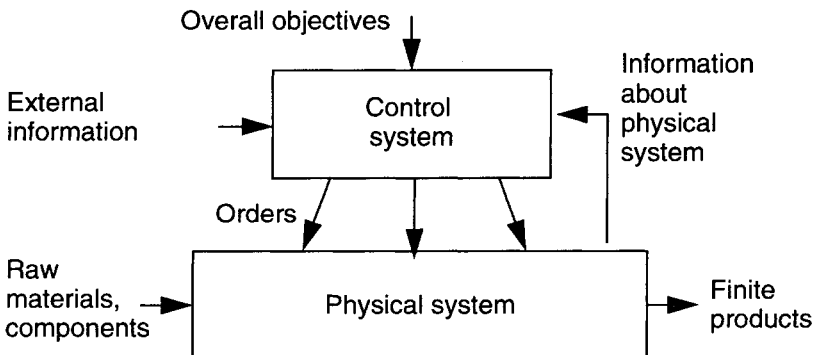 Overall objectives
External
information
Control
system
Information
about
physical
system
Orders
Raw
materials,
components
Physical system
Finite
products